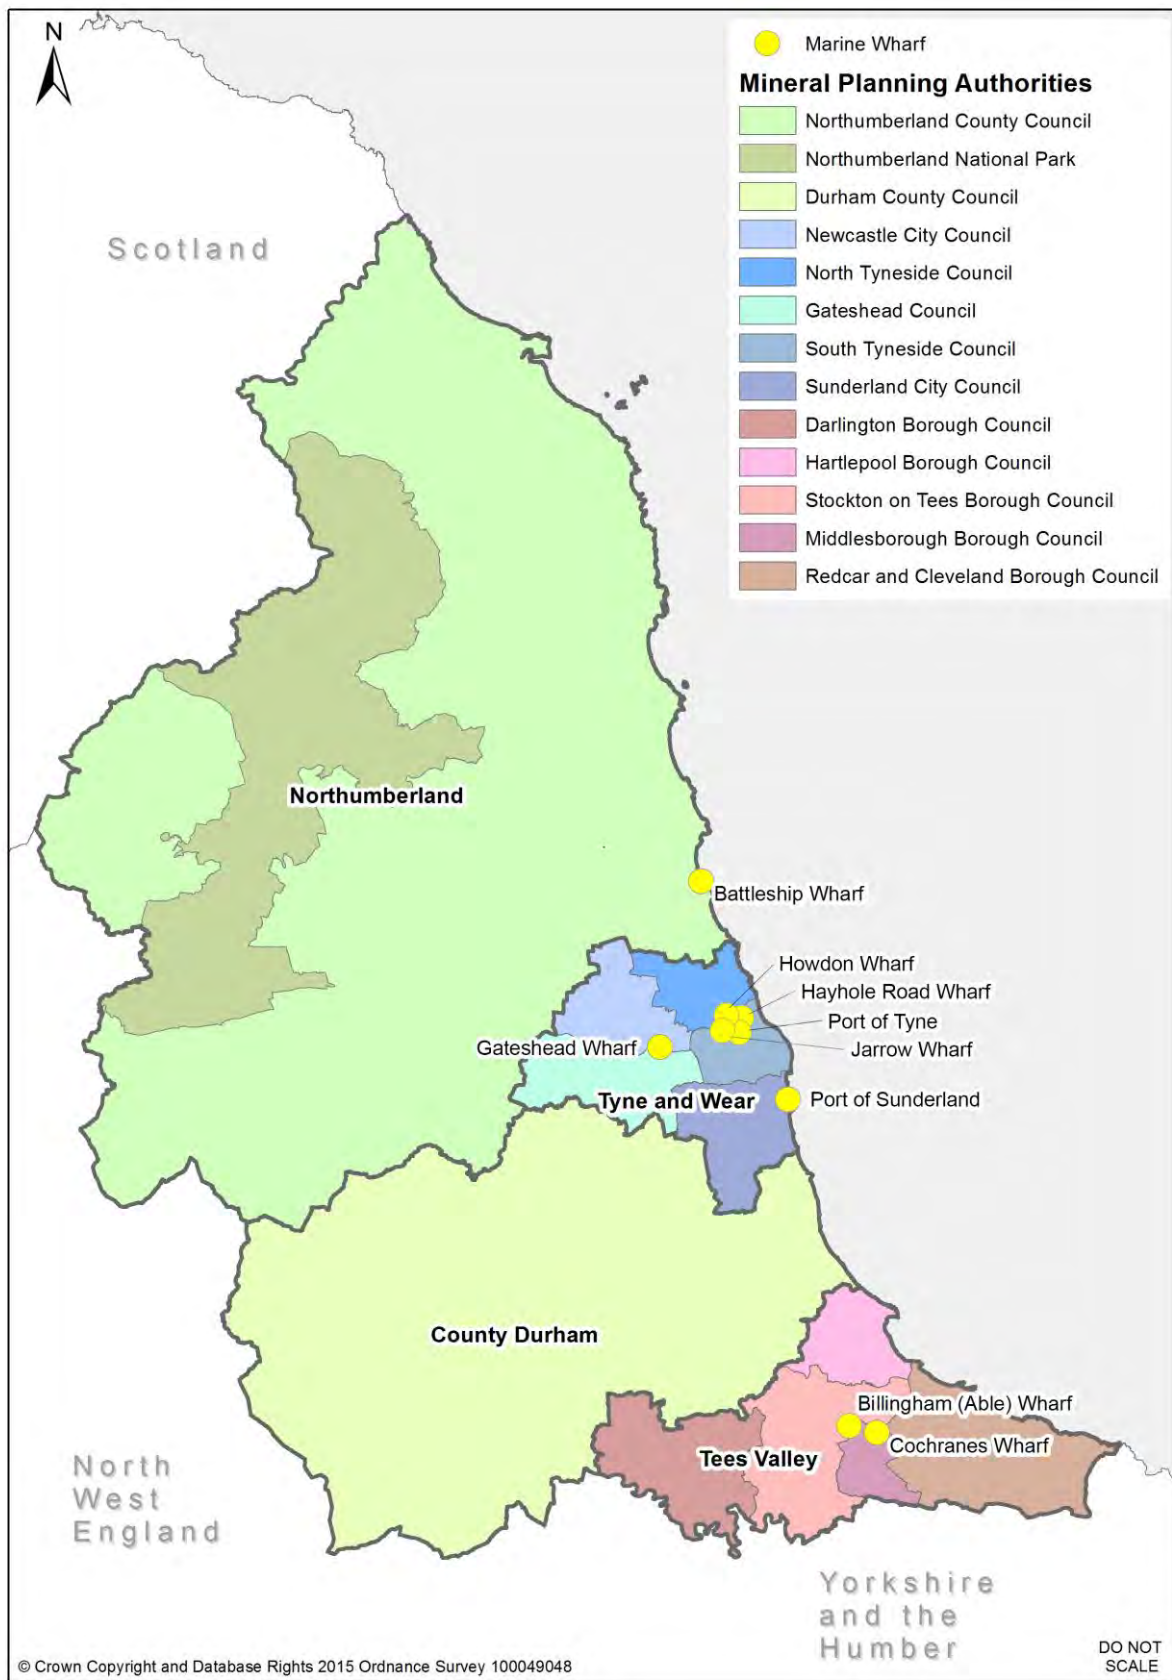 N
Marine Wharf
Mineral Planning Authorities
Northumberland County Council
Northumberland National Park
Durham County Council
Newcastle City Council
North Tyneside Council
Gateshead Council
South Tyneside Council
Sunderland City Council
Darlington Borough Council
Hartlepool Borough Council
Stockton on Tees Borough Council
Middlesborough Borough Council
Redcar and Cleveland Borough Council
Scotland
Northumberland
Battleship Wharf
Howdon Wharf
Hayhole Road Wharf
Port of Tyne
Jarrow Wharf
Gateshead Wharf
Tyne and Wear
Port of Sunderland
County Durham
Billingham (Able) Wharf
Cochranes Wharf
Tees Valley
North
West
England
Yorkshire
and the
Humber
DO NOT
SCALE
© Crown Copyright and Database Rights 2015 Ordnance Survey 100049048